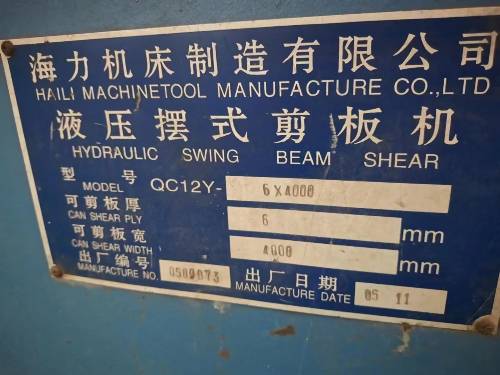 海力机床制造有限公司
HAILI MACHINETOOL MANUFACTURE CO.,LTD
液压摆式剪板机
HYDRAULIC SWING BEAM SHEAR
型号 QC12Y- 6×4000
MODEL
可剪板厚 6 mm
CAN SHEAR PLY
可剪板宽 4000 mm
CAN SHEAR WIDTH
出厂编号 0509073 出厂日期 05 11
MANUFACTURE NO. MANUFACTURE DATE